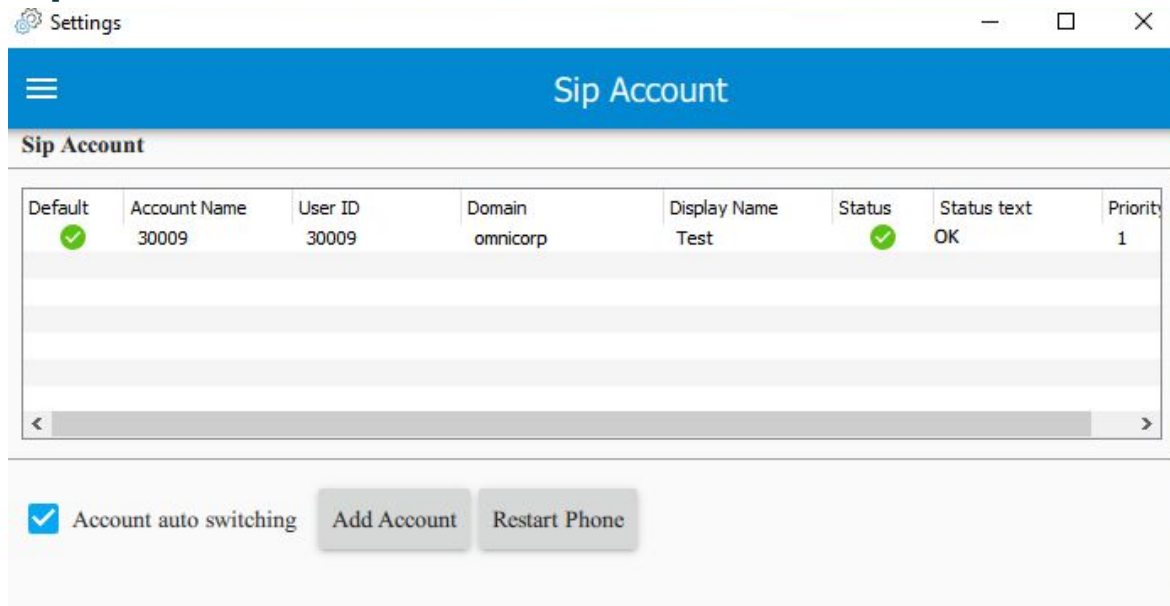 Settings
Sip Account
Sip Account
Default Account Name User ID Domain Display Name Status Status text Priority
30009 30009 omnicorp Test OK 1
Account auto switching Add Account Restart Phone